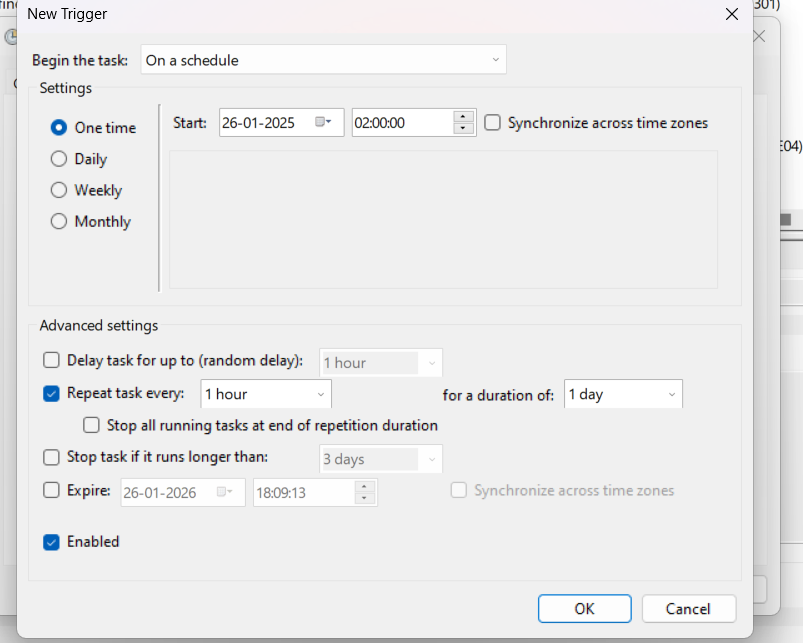 New Trigger
301)
Begin the task: On a schedule
Settings
One time
Start: 26-01-2025 02:00:00 Synchronize across time zones
Daily
E04)
Weekly
Monthly
Advanced settings
Delay task for up to (random delay): 1 hour
Repeat task every: 1 hour for a duration of: 1 day
Stop all running tasks at end of repetition duration
Stop task if it runs longer than: 3 days
Expire: 26-01-2026 18:09:13 Synchronize across time zones
Enabled
OK Cancel